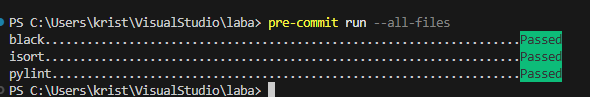 PS C:\Users\krist\VisualStudio\laba> pre-commit run --all-files
black....................................................................Passed
isort....................................................................Passed
pylint...................................................................Passed
PS C:\Users\krist\VisualStudio\laba>